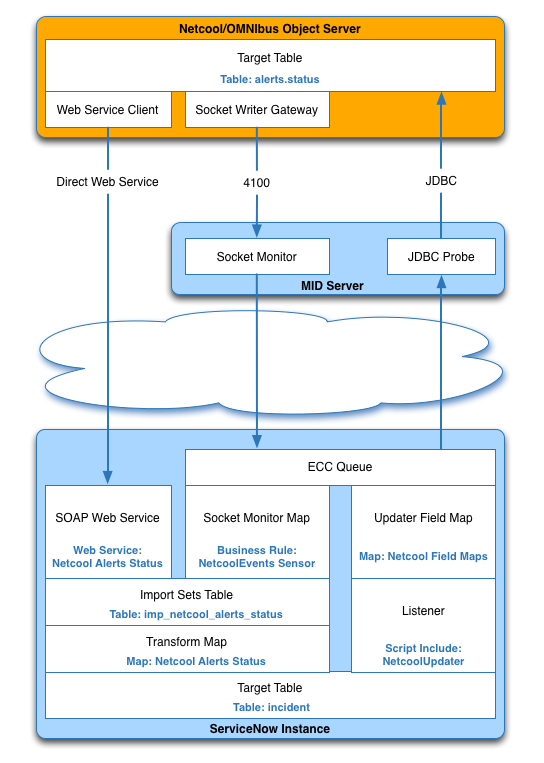 Netcool/OMNIbus Object Server
Target Table
Table: alerts.status
Web Service Client
Socket Writer Gateway
Direct Web Service
4100
JDBC
Socket Monitor
JDBC Probe
MID Server
ECC Queue
SOAP Web Service
Web Service:
Netcool Alerts Status
Socket Monitor Map
Business Rule:
NetcoolEvents Sensor
Updater Field Map
Map: Netcool Field Maps
Import Sets Table
Table: imp_netcool_alerts_status
Transform Map
Map: Netcool Alerts Status
Listener
Script Include:
NetcoolUpdater
Target Table
Table: incident
ServiceNow Instance